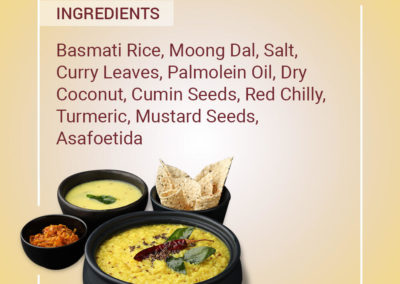 INGREDIENTS
Basmati Rice, Moong Dal, Salt,
Curry Leaves, Palmolein Oil, Dry
Coconut, Cumin Seeds, Red Chilly,
Turmeric, Mustard Seeds,
Asafoetida